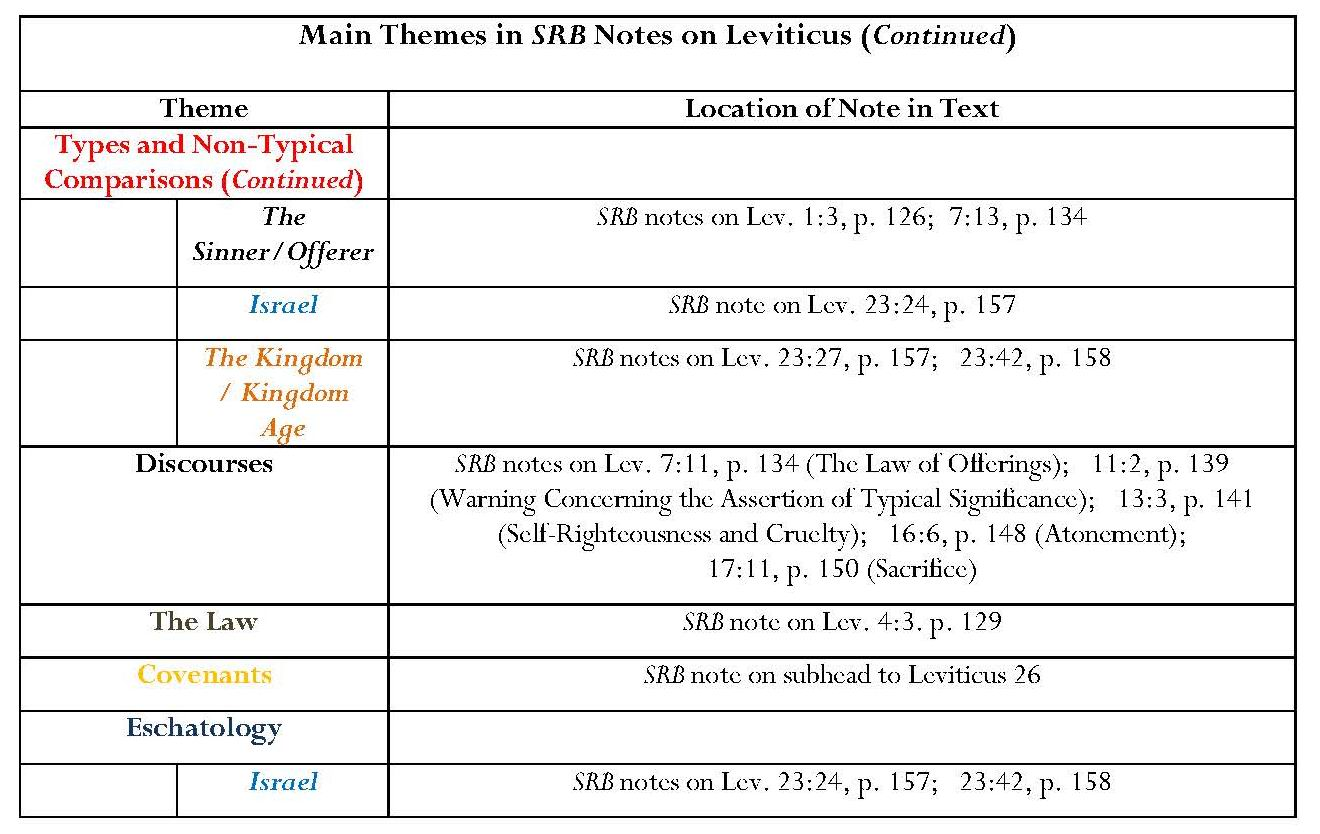 Main Themes in SRB Notes on Leviticus (Continued)
Theme
Location of Note in Text
Types and Non-Typical
Comparisons (Continued)
The
Sinner/Offerer
SRB notes on Lev. 1:3, p. 126; 7:13, p. 134
Israel
SRB note on Lev. 23:24, p. 157
The Kingdom
/ Kingdom
Age
SRB notes on Lev. 23:27, p. 157; 23:42, p. 158
Discourses
SRB notes on Lev. 7:11, p. 134 (The Law of Offerings); 11:2, p. 139
(Warning Concerning the Assertion of Typical Significance); 13:3, p. 141
(Self-Righteousness and Cruelty); 16:6, p. 148 (Atonement);
17:11, p. 150 (Sacrifice)
The Law
SRB note on Lev. 4:3. p. 129
Covenants
SRB note on subhead to Leviticus 26
Eschatology
Israel
SRB notes on Lev. 23:24, p. 157; 23:42, p. 158